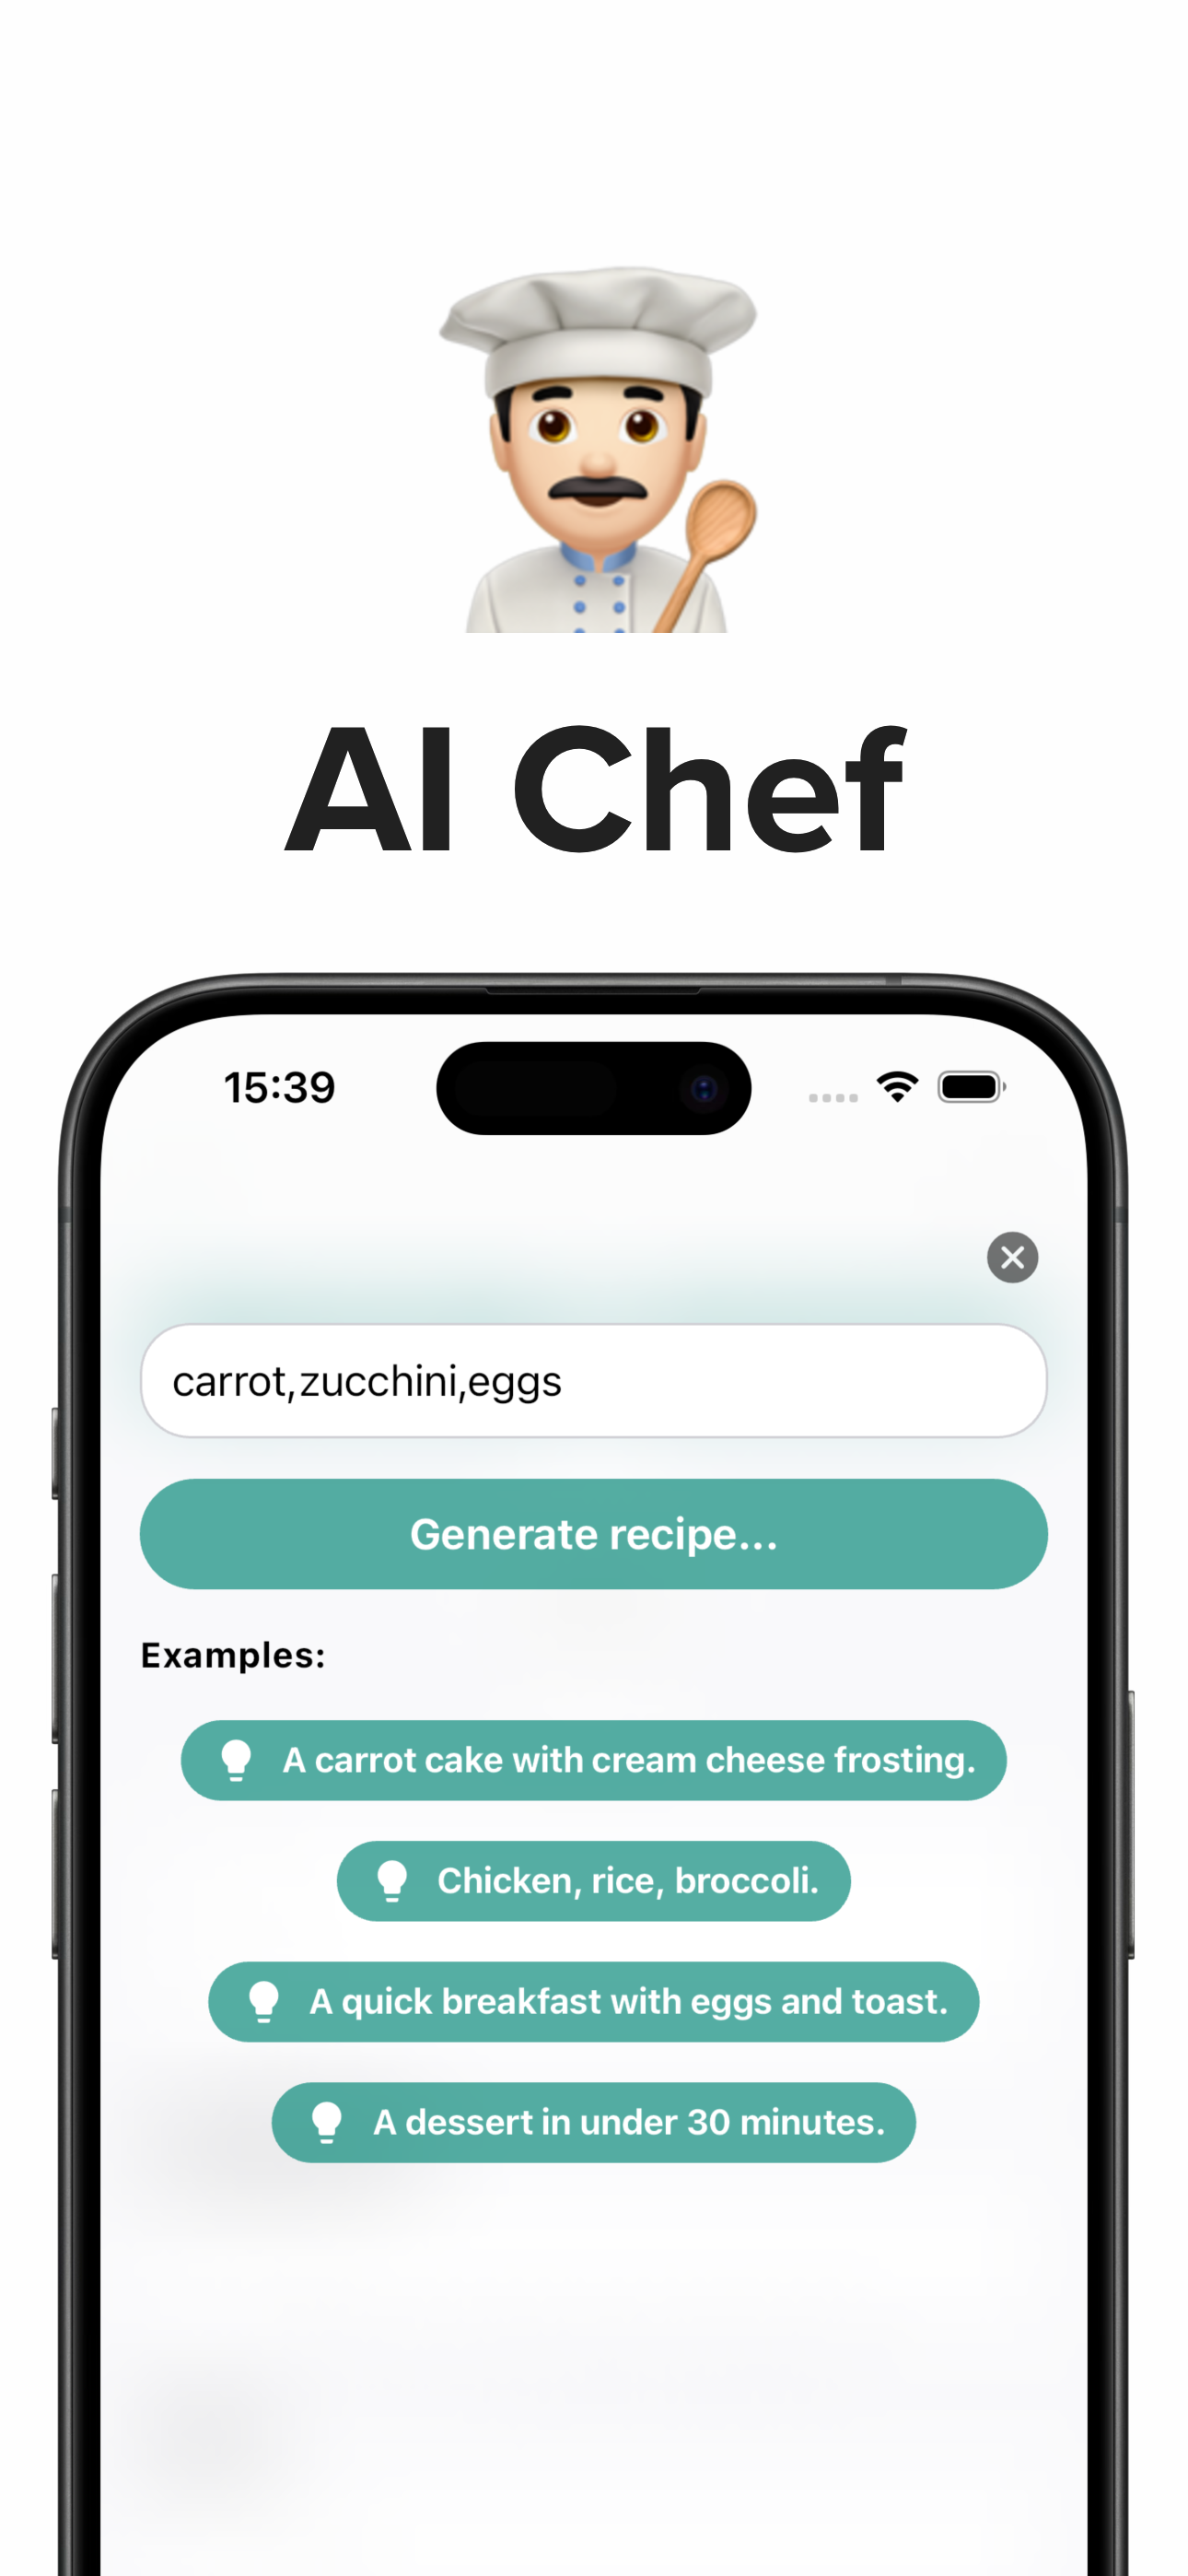 AI Chef
15:39
carrot,zucchini,eggs
Generate recipe...
Examples:
A carrot cake with cream cheese frosting.
Chicken, rice, broccoli.
A quick breakfast with eggs and toast.
A dessert in under 30 minutes.